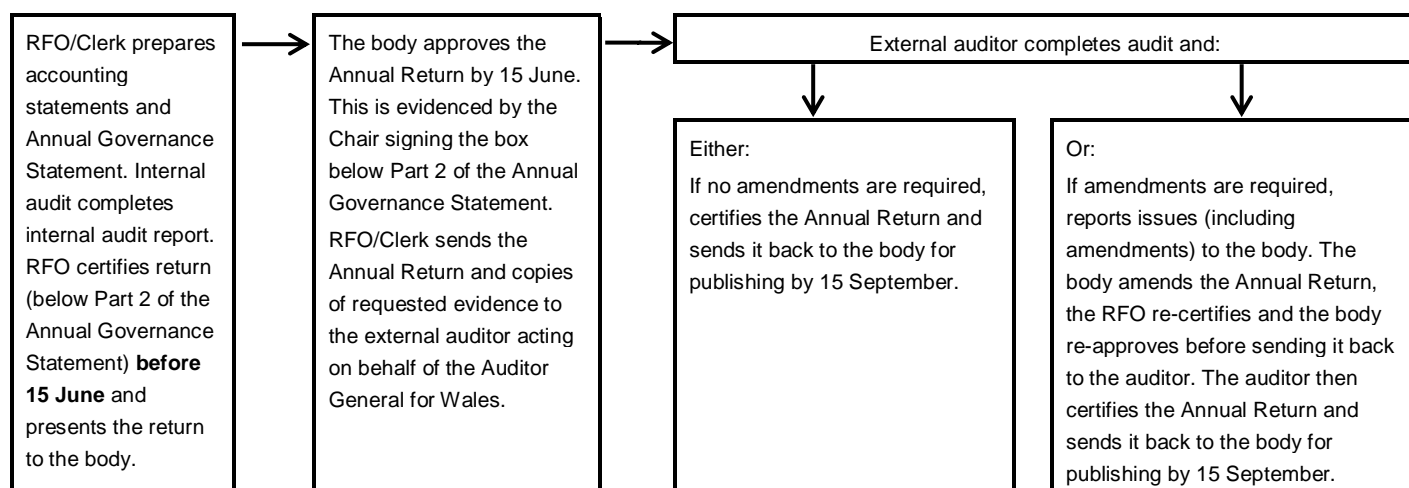 RFO/Clerk prepares
accounting
statements and
Annual Governance
Statement. Internal
audit completes
internal audit report.
RFO certifies return
(below Part 2 of the
Annual Governance
Statement) before
15 June and
presents the return
to the body.
The body approves the
Annual Return by 15 June.
This is evidenced by the
Chair signing the box
below Part 2 of the Annual
Governance Statement.
RFO/Clerk sends the
Annual Return and copies
of requested evidence to
the external auditor acting
on behalf of the Auditor
General for Wales.
External auditor completes audit and:
Either:
If no amendments are required,
certifies the Annual Return and
sends it back to the body for
publishing by 15 September.
Or:
If amendments are required,
reports issues (including
amendments) to the body. The
body amends the Annual Return,
the RFO re-certifies and the body
re-approves before sending it back
to the auditor. The auditor then
certifies the Annual Return and
sends it back to the body for
publishing by 15 September.